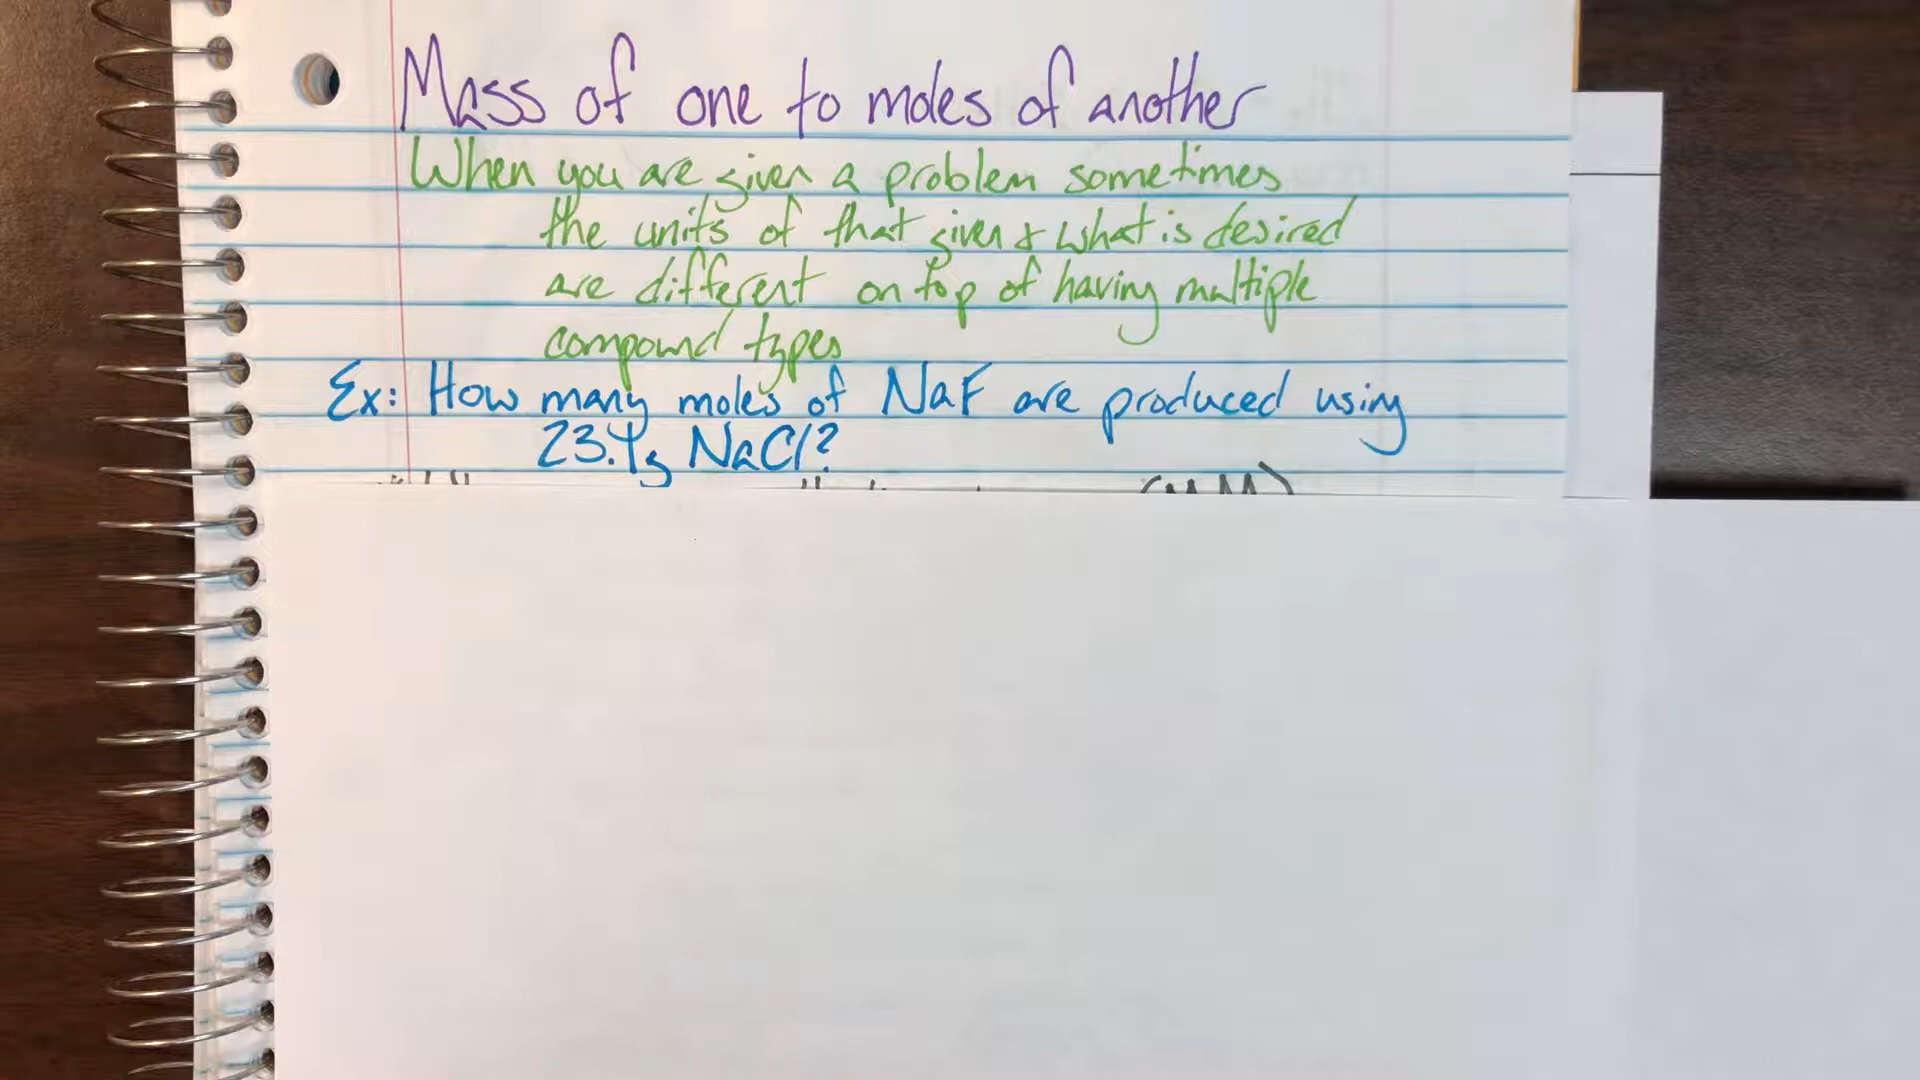 Mass of one to moles of another
When you are given a problem sometimes
the units of that given & what is desired
are different on top of having multiple
compound types
Ex: How many moles of NaF are produced using
23.4g NaCl?